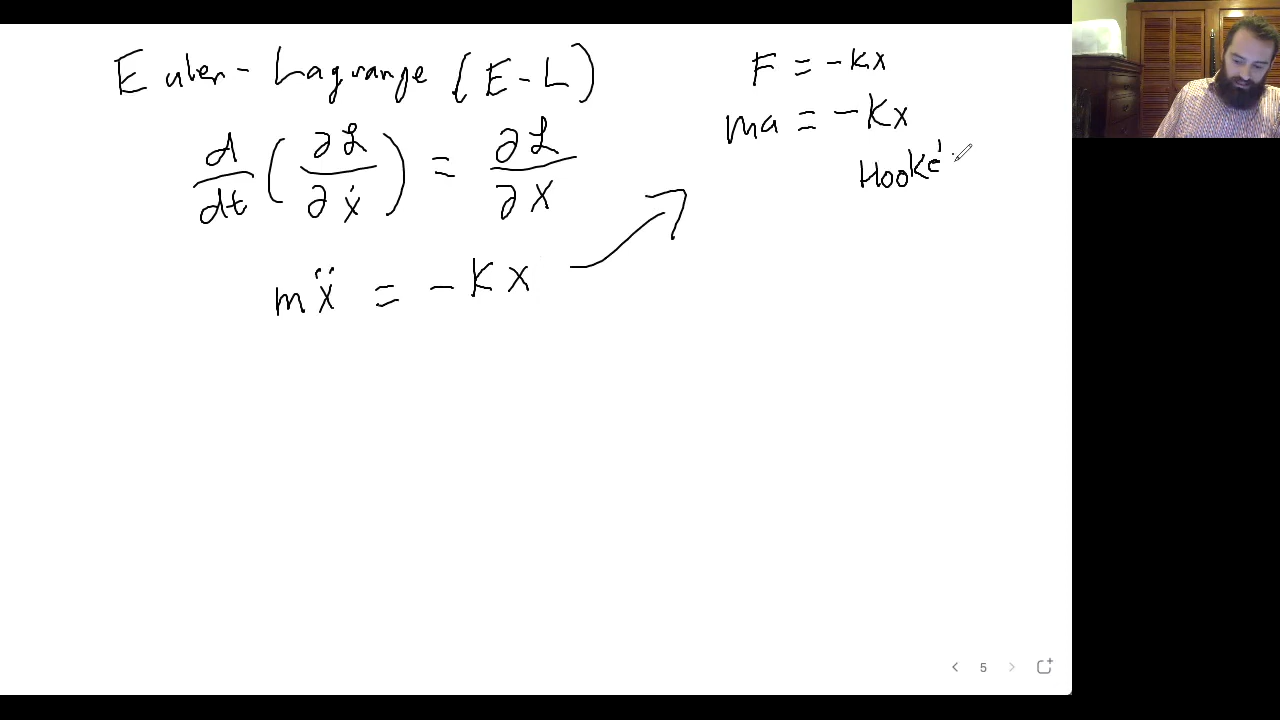 Euler-Lagrange (E-L)
d/dt (∂ℒ/∂ẋ) = ∂ℒ/∂x
mẍ = -Kx
F = -Kx
ma = -Kx
Hooke'
5